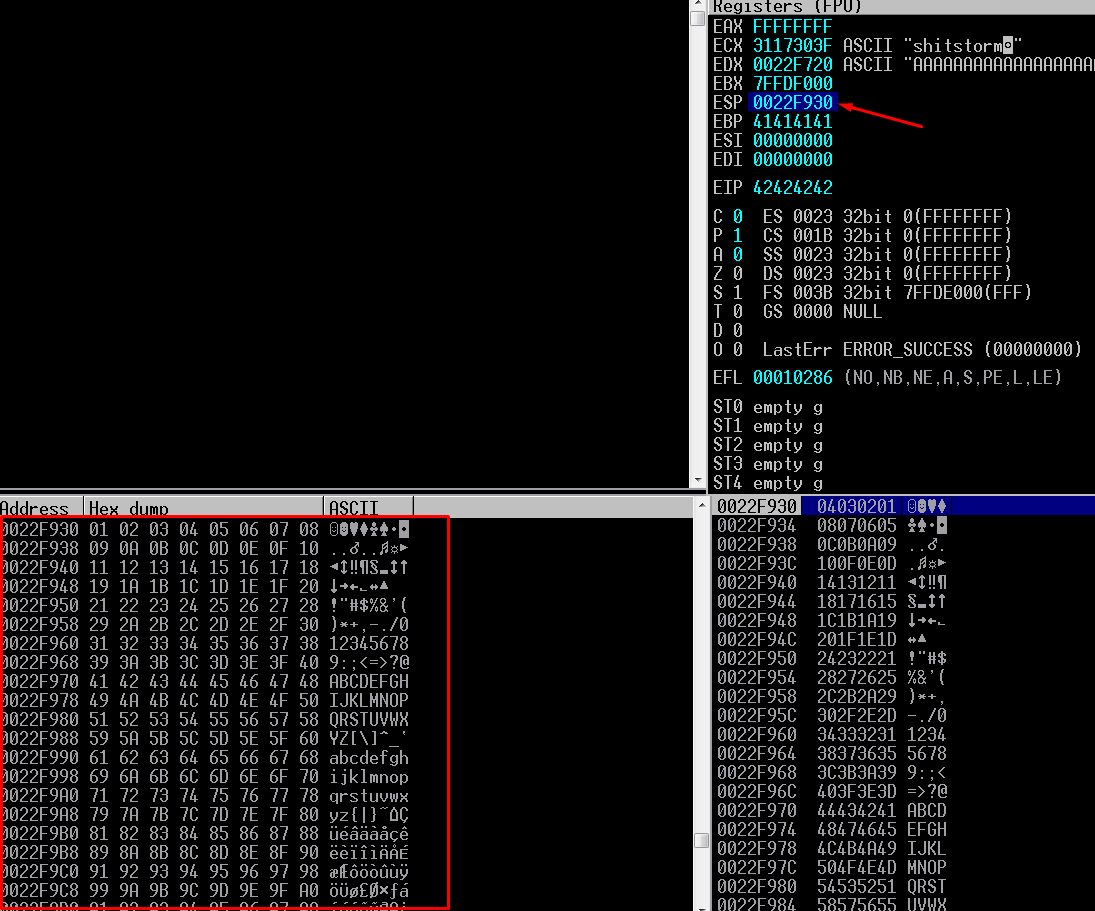 Registers (FPU)
EAX FFFFFFFF
ECX 3117303F ASCII "shitstorm"
EDX 0022F720 ASCII "AAAAAAAAAAAAAAAAAA
EBX 7FFDF000
ESP 0022F930
EBP 41414141
ESI 00000000
EDI 00000000
EIP 42424242
C 0 ES 0023 32bit 0(FFFFFFFF)
P 1 CS 001B 32bit 0(FFFFFFFF)
A 0 SS 0023 32bit 0(FFFFFFFF)
Z 0 DS 0023 32bit 0(FFFFFFFF)
S 1 FS 003B 32bit 7FFDE000(FFF)
T 0 GS 0000 NULL
D 0
O 0 LastErr ERROR_SUCCESS (00000000)
EFL 00010286 (NO,NB,NE,A,S,PE,L,LE)
ST0 empty g
ST1 empty g
ST2 empty g
ST3 empty g
ST4 empty g
Address Hex dump ASCII
0022F930 01 02 03 04 05 06 07 08 ☺☻♥♦♣♠•◘
0022F938 09 0A 0B 0C 0D 0E 0F 10 ..♂..♫☼►
0022F940 11 12 13 14 15 16 17 18 ◄↕‼¶§▬↨↑
0022F948 19 1A 1B 1C 1D 1E 1F 20 ↓→←∟↔▲
0022F950 21 22 23 24 25 26 27 28 !"#$%&'(
0022F958 29 2A 2B 2C 2D 2E 2F 30 )*+,-./0
0022F960 31 32 33 34 35 36 37 38 12345678
0022F968 39 3A 3B 3C 3D 3E 3F 40 9:;<=>?@
0022F970 41 42 43 44 45 46 47 48 ABCDEFGH
0022F978 49 4A 4B 4C 4D 4E 4F 50 IJKLMNOP
0022F980 51 52 53 54 55 56 57 58 QRSTUVWX
0022F988 59 5A 5B 5C 5D 5E 5F 60 YZ[\]^_`
0022F990 61 62 63 64 65 66 67 68 abcdefgh
0022F998 69 6A 6B 6C 6D 6E 6F 70 ijklmnop
0022F9A0 71 72 73 74 75 76 77 78 qrstuvwx
0022F9A8 79 7A 7B 7C 7D 7E 7F 80 yz{|}~⌂Ç
0022F9B0 81 82 83 84 85 86 87 88 üéâäàåçê
0022F9B8 89 8A 8B 8C 8D 8E 8F 90 ëèïîìÄÅÉ
0022F9C0 91 92 93 94 95 96 97 98 æÆôöòûùÿ
0022F9C8 99 9A 9B 9C 9D 9E 9F A0 ÖÜø£Ø×ƒá
0022F930 04030201 ☺☻♥♦
0022F934 08070605 ♣♠•◘
0022F938 0C0B0A09 ..♂.
0022F93C 100F0E0D .♫☼►
0022F940 14131211 ◄↕‼¶
0022F944 18171615 §▬↨↑
0022F948 1C1B1A19 ↓→←∟
0022F94C 201F1E1D ↔▲
0022F950 24232221 !"#$
0022F954 28272625 %&'(
0022F958 2C2B2A29 )*+,
0022F95C 302F2E2D -./0
0022F960 34333231 1234
0022F964 38373635 5678
0022F968 3C3B3A39 9:;<
0022F96C 403F3E3D =>?@
0022F970 44434241 ABCD
0022F974 48474645 EFGH
0022F978 4C4B4A49 IJKL
0022F97C 504F4E4D MNOP
0022F980 54535251 QRST
0022F984 58575655 UVWX